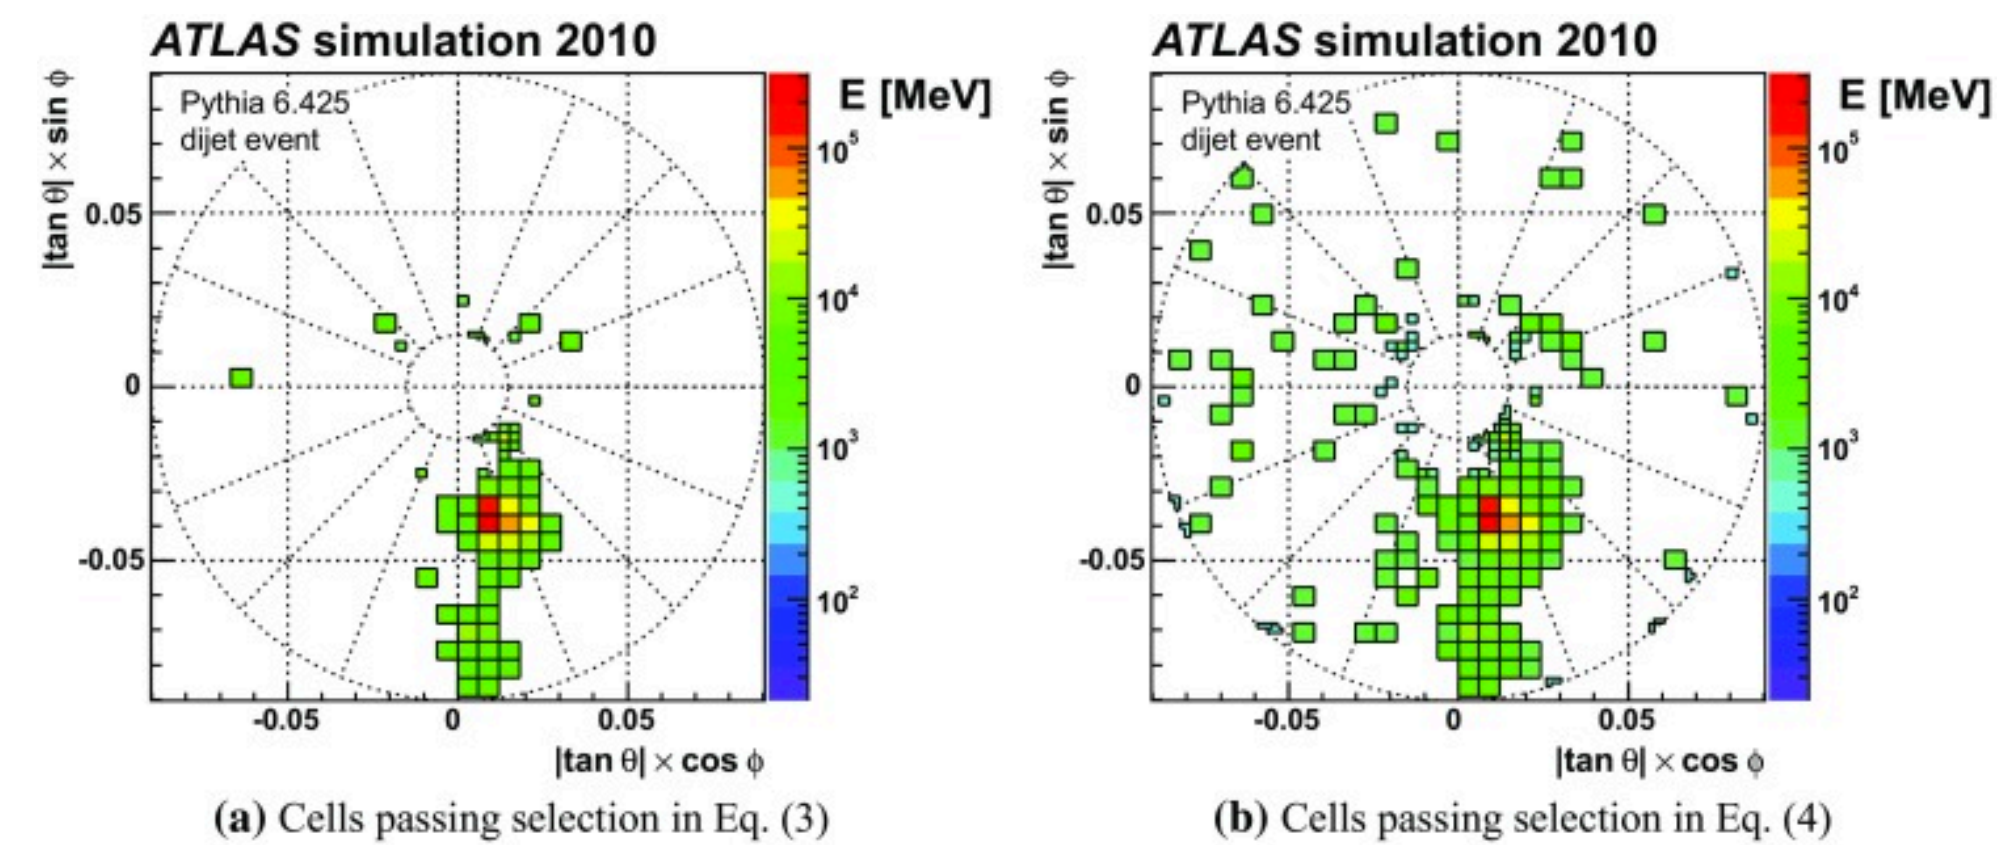 ATLAS simulation 2010
Pythia 6.425
dijet event
E [MeV]
|tan θ| × sin ϕ
10⁵
10⁴
10³
10²
0.05
0
-0.05
-0.05 0 0.05
|tan θ| × cos ϕ
(a) Cells passing selection in Eq. (3)
ATLAS simulation 2010
Pythia 6.425
dijet event
E [MeV]
|tan θ| × sin ϕ
10⁵
10⁴
10³
10²
0.05
0
-0.05
-0.05 0 0.05
|tan θ| × cos ϕ
(b) Cells passing selection in Eq. (4)